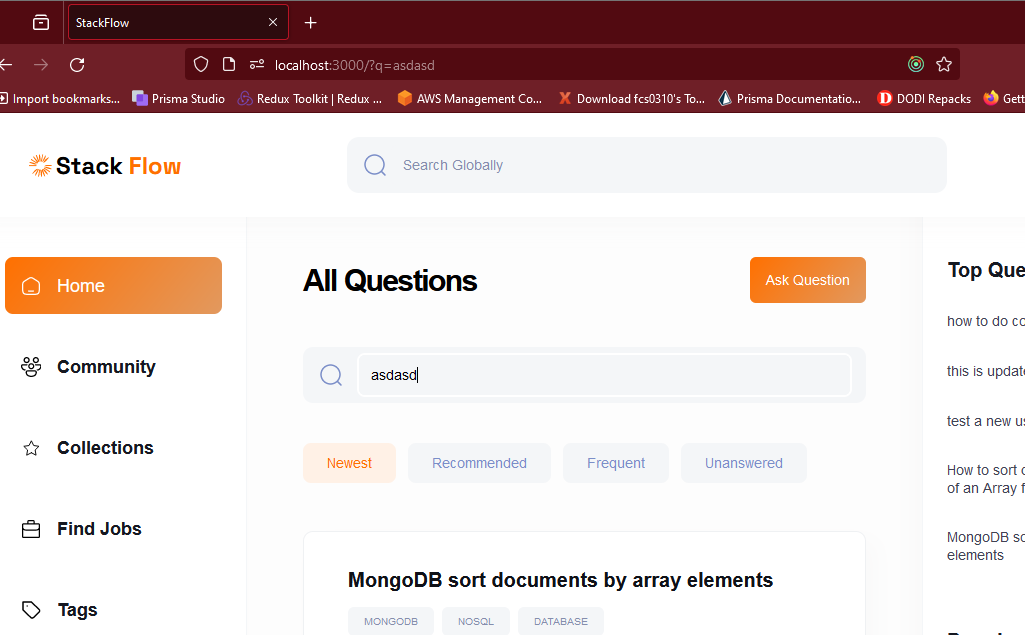 StackFlow
localhost:3000/?q=asdasd
Import bookmarks... Prisma Studio Redux Toolkit | Redux ... AWS Management Co... Download fcs0310's To... Prisma Documentatio... DODI Repacks Gett
Stack Flow
Search Globally
Home
Community
Collections
Find Jobs
Tags
All Questions
Ask Question
asdasd
Newest Recommended Frequent Unanswered
MongoDB sort documents by array elements
MONGODB NOSQL DATABASE
Top Que
how to do co
this is update
test a new us
How to sort
of an Array f
MongoDB so
elements